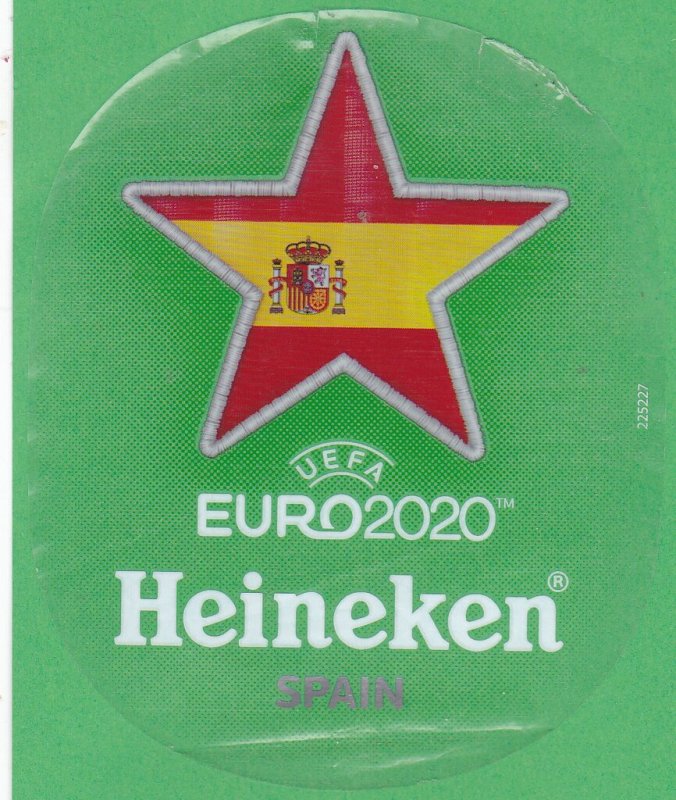 225227
UEFA
EURO2020™
Heineken®
SPAIN